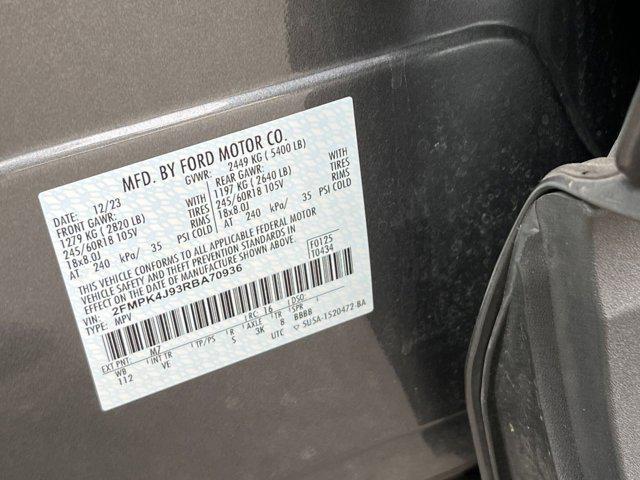 MFD. BY FORD MOTOR CO.
DATE: 12/23 GVWR: 2449 KG ( 5400 LB)
FRONT GAWR: REAR GAWR:
1279 KG ( 2820 LB) WITH 1197 KG ( 2640 LB) WITH
245/60R18 105V TIRES 245/60R18 105V TIRES
18x8.0J RIMS 18x8.0J RIMS
AT 240 kPa/ 35 PSI COLD AT 240 kPa/ 35 PSI COLD
THIS VEHICLE CONFORMS TO ALL APPLICABLE FEDERAL MOTOR
VEHICLE SAFETY AND THEFT PREVENTION STANDARDS IN
EFFECT ON THE DATE OF MANUFACTURE SHOWN ABOVE.
VIN: 2FMPK4J93RBA70936 F0125
TYPE: MPV T0434
EXT PNT: M7 RC: 16 DSO:
WB INT TR TP/PS R AXLE TR SPR
112 VE S 3K 8 BBBB
UTC ▽ 5USA-1520472-BA